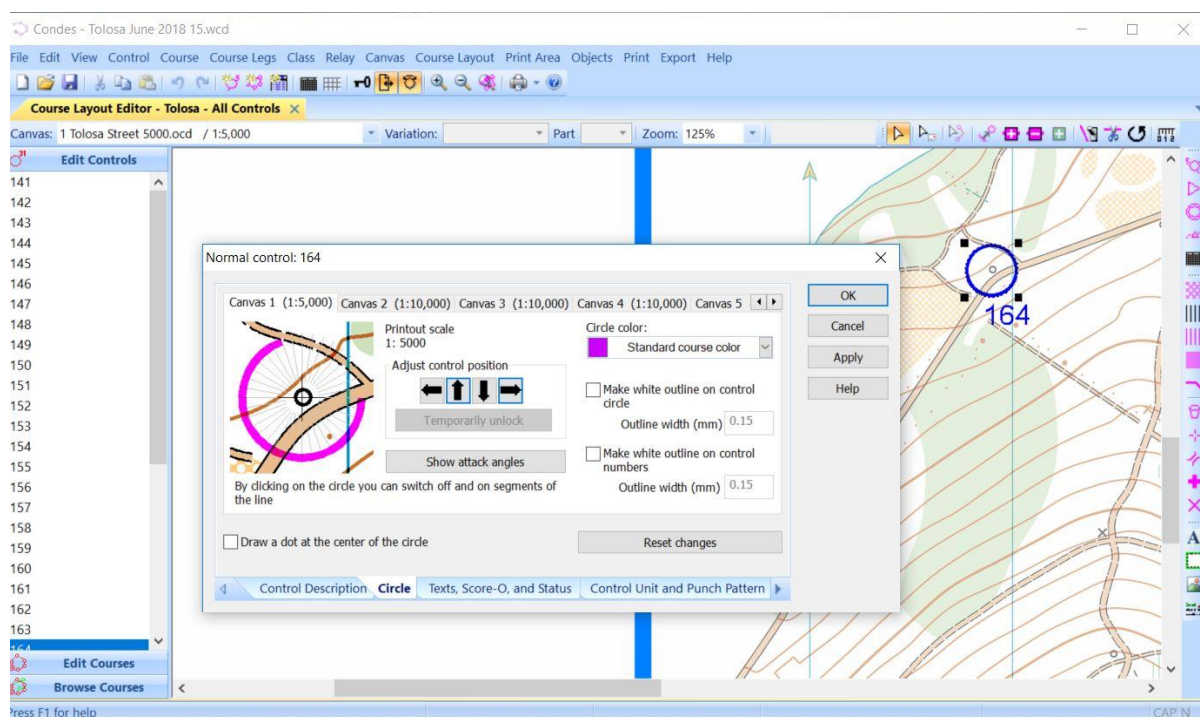 Condes - Tolosa June 2018 15.wcd
File Edit View Control Course Course Legs Class Relay Canvas Course Layout Print Area Objects Print Export Help
Course Layout Editor - Tolosa - All Controls
Canvas: 1 Tolosa Street 5000.ocd / 1:5,000 Variation: Part Zoom: 125%
31 Edit Controls
141
142
143
144
145
146
147
148
149
150
151
152
153
154
155
156
157
158
159
160
161
162
163
164
Edit Courses
Browse Courses
Press F1 for help
CAP N
164
Normal control: 164
Canvas 1 (1:5,000) Canvas 2 (1:10,000) Canvas 3 (1:10,000) Canvas 4 (1:10,000) Canvas 5
Printout scale
1: 5000
Adjust control position
Temporarily unlock
Show attack angles
By clicking on the circle you can switch off and on segments of
the line
Circle color:
Standard course color
Make white outline on control
circle
Outline width (mm) 0.15
Make white outline on control
numbers
Outline width (mm) 0.15
Draw a dot at the center of the circle
Reset changes
Control Description Circle Texts, Score-O, and Status Control Unit and Punch Pattern
OK
Cancel
Apply
Help
A